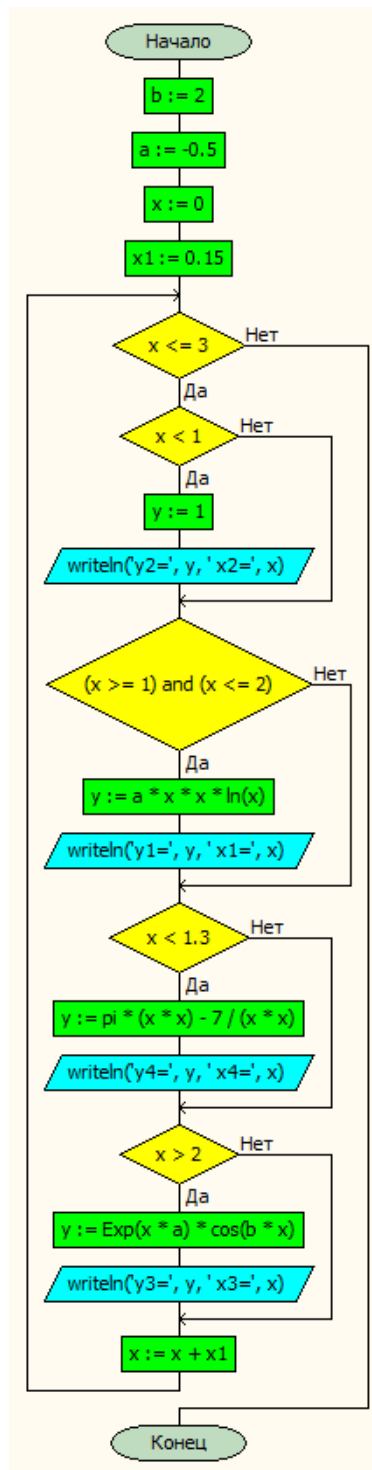 Начало
b := 2
a := -0.5
x := 0
x1 := 0.15
x <= 3
Нет
Да
x < 1
Нет
Да
y := 1
writeln('y2=', y, ' x2=', x)
(x >= 1) and (x <= 2)
Нет
Да
y := a * x * x * ln(x)
writeln('y1=', y, ' x1=', x)
x < 1.3
Нет
Да
y := pi * (x * x) - 7 / (x * x)
writeln('y4=', y, ' x4=', x)
x > 2
Нет
Да
y := Exp(x * a) * cos(b * x)
writeln('y3=', y, ' x3=', x)
x := x + x1
Конец